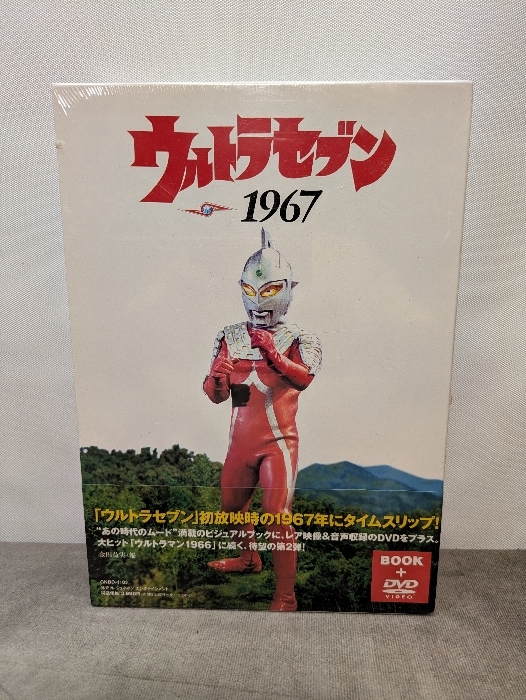 ウルトラセブン
1967
「ウルトラセブン」初放映時の1967年にタイムスリップ!
"あの時代のムード"満載のビジュアルブックに、レア映像&音声収録のDVDをプラス。
大ヒット「ウルトラマン1966」に続く、待望の第2弾!
金田益実・編
BOOK
+
DVD
VIDEO